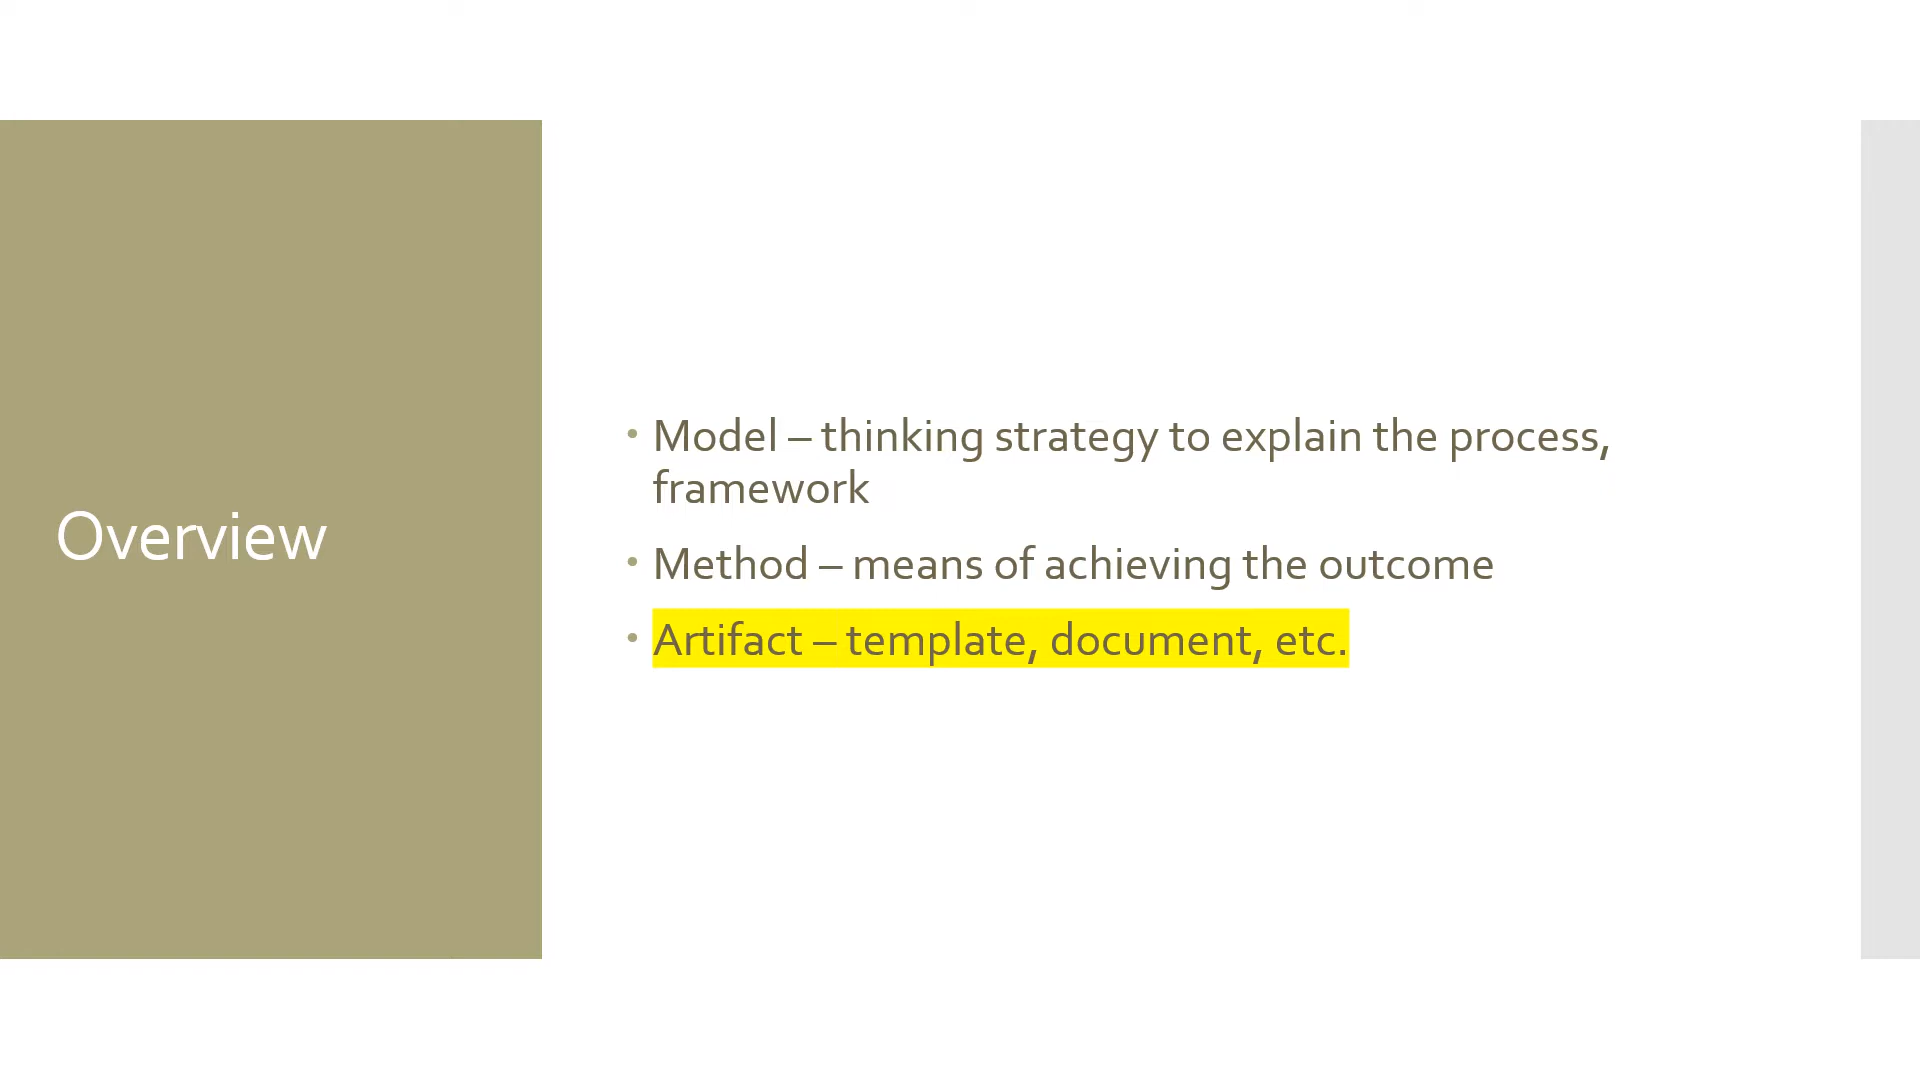 Overview
• Model – thinking strategy to explain the process,
framework
• Method – means of achieving the outcome
• Artifact – template, document, etc.